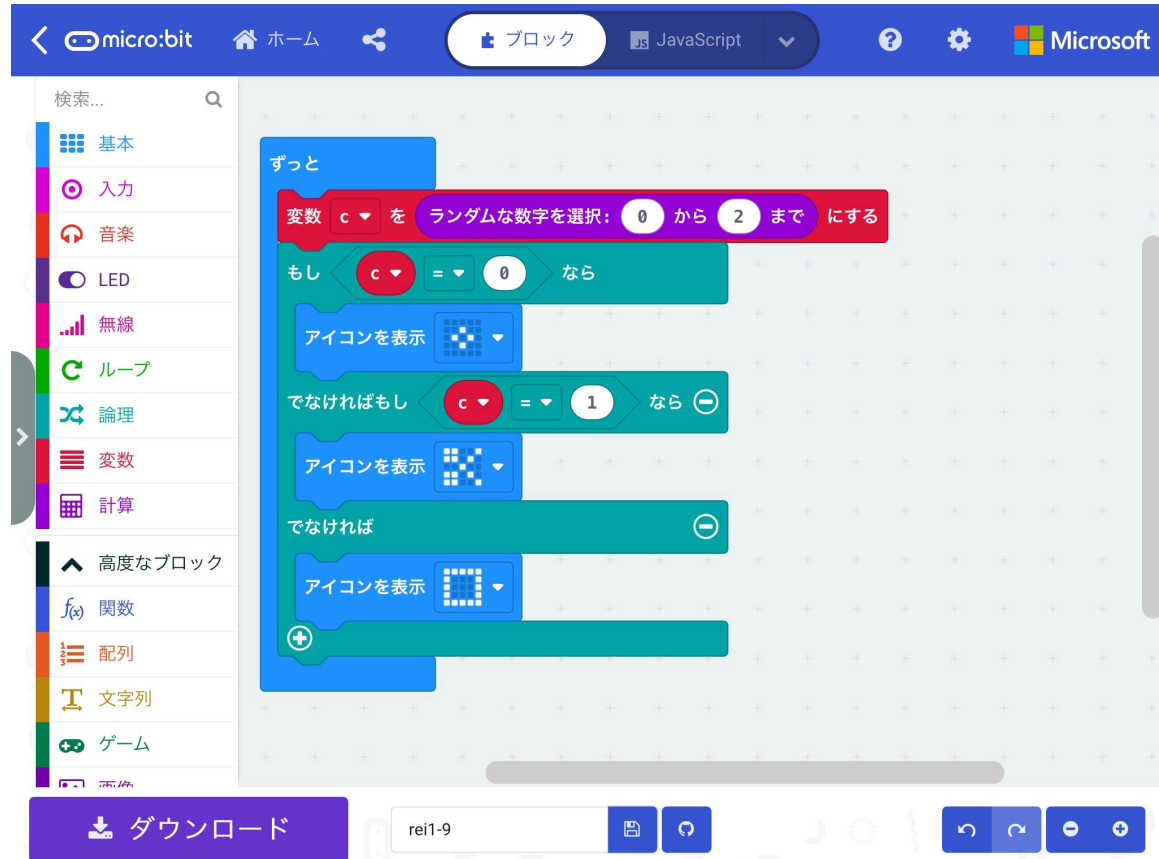 micro:bit ホーム ブロック JS JavaScript ? Microsoft
検索...
基本
入力
音楽
LED
無線
ループ
論理
変数
計算
高度なブロック
f(x) 関数
配列
文字列
ゲーム
画像
ずっと
変数 c を ランダムな数字を選択: 0 から 2 まで にする
もし c = 0 なら
アイコンを表示
でなければもし c = 1 なら
アイコンを表示
でなければ
アイコンを表示
ダウンロード rei1-9